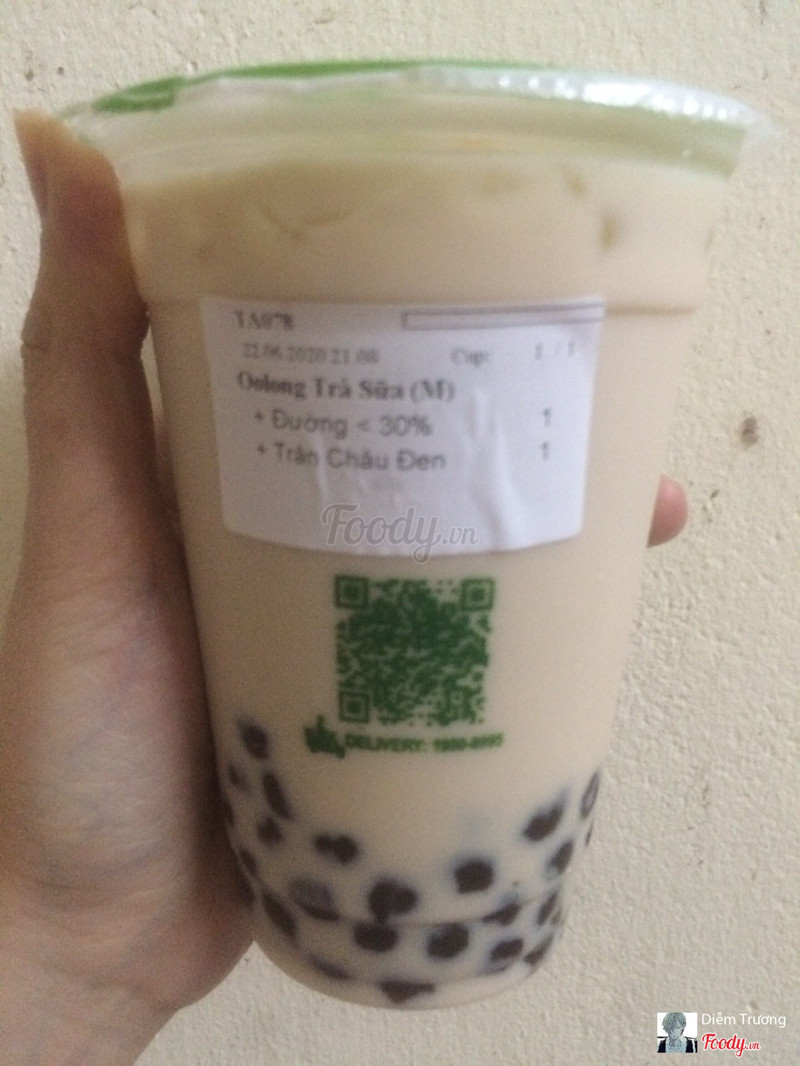 TA078
22.06.2020 21:08 Cup: 1 / 1
Oolong Trà Sữa (M)
+ Đường < 30% 1
+ Trân Châu Đen 1
Foody.vn
DELIVERY:
Diễm Trương
Foody.vn